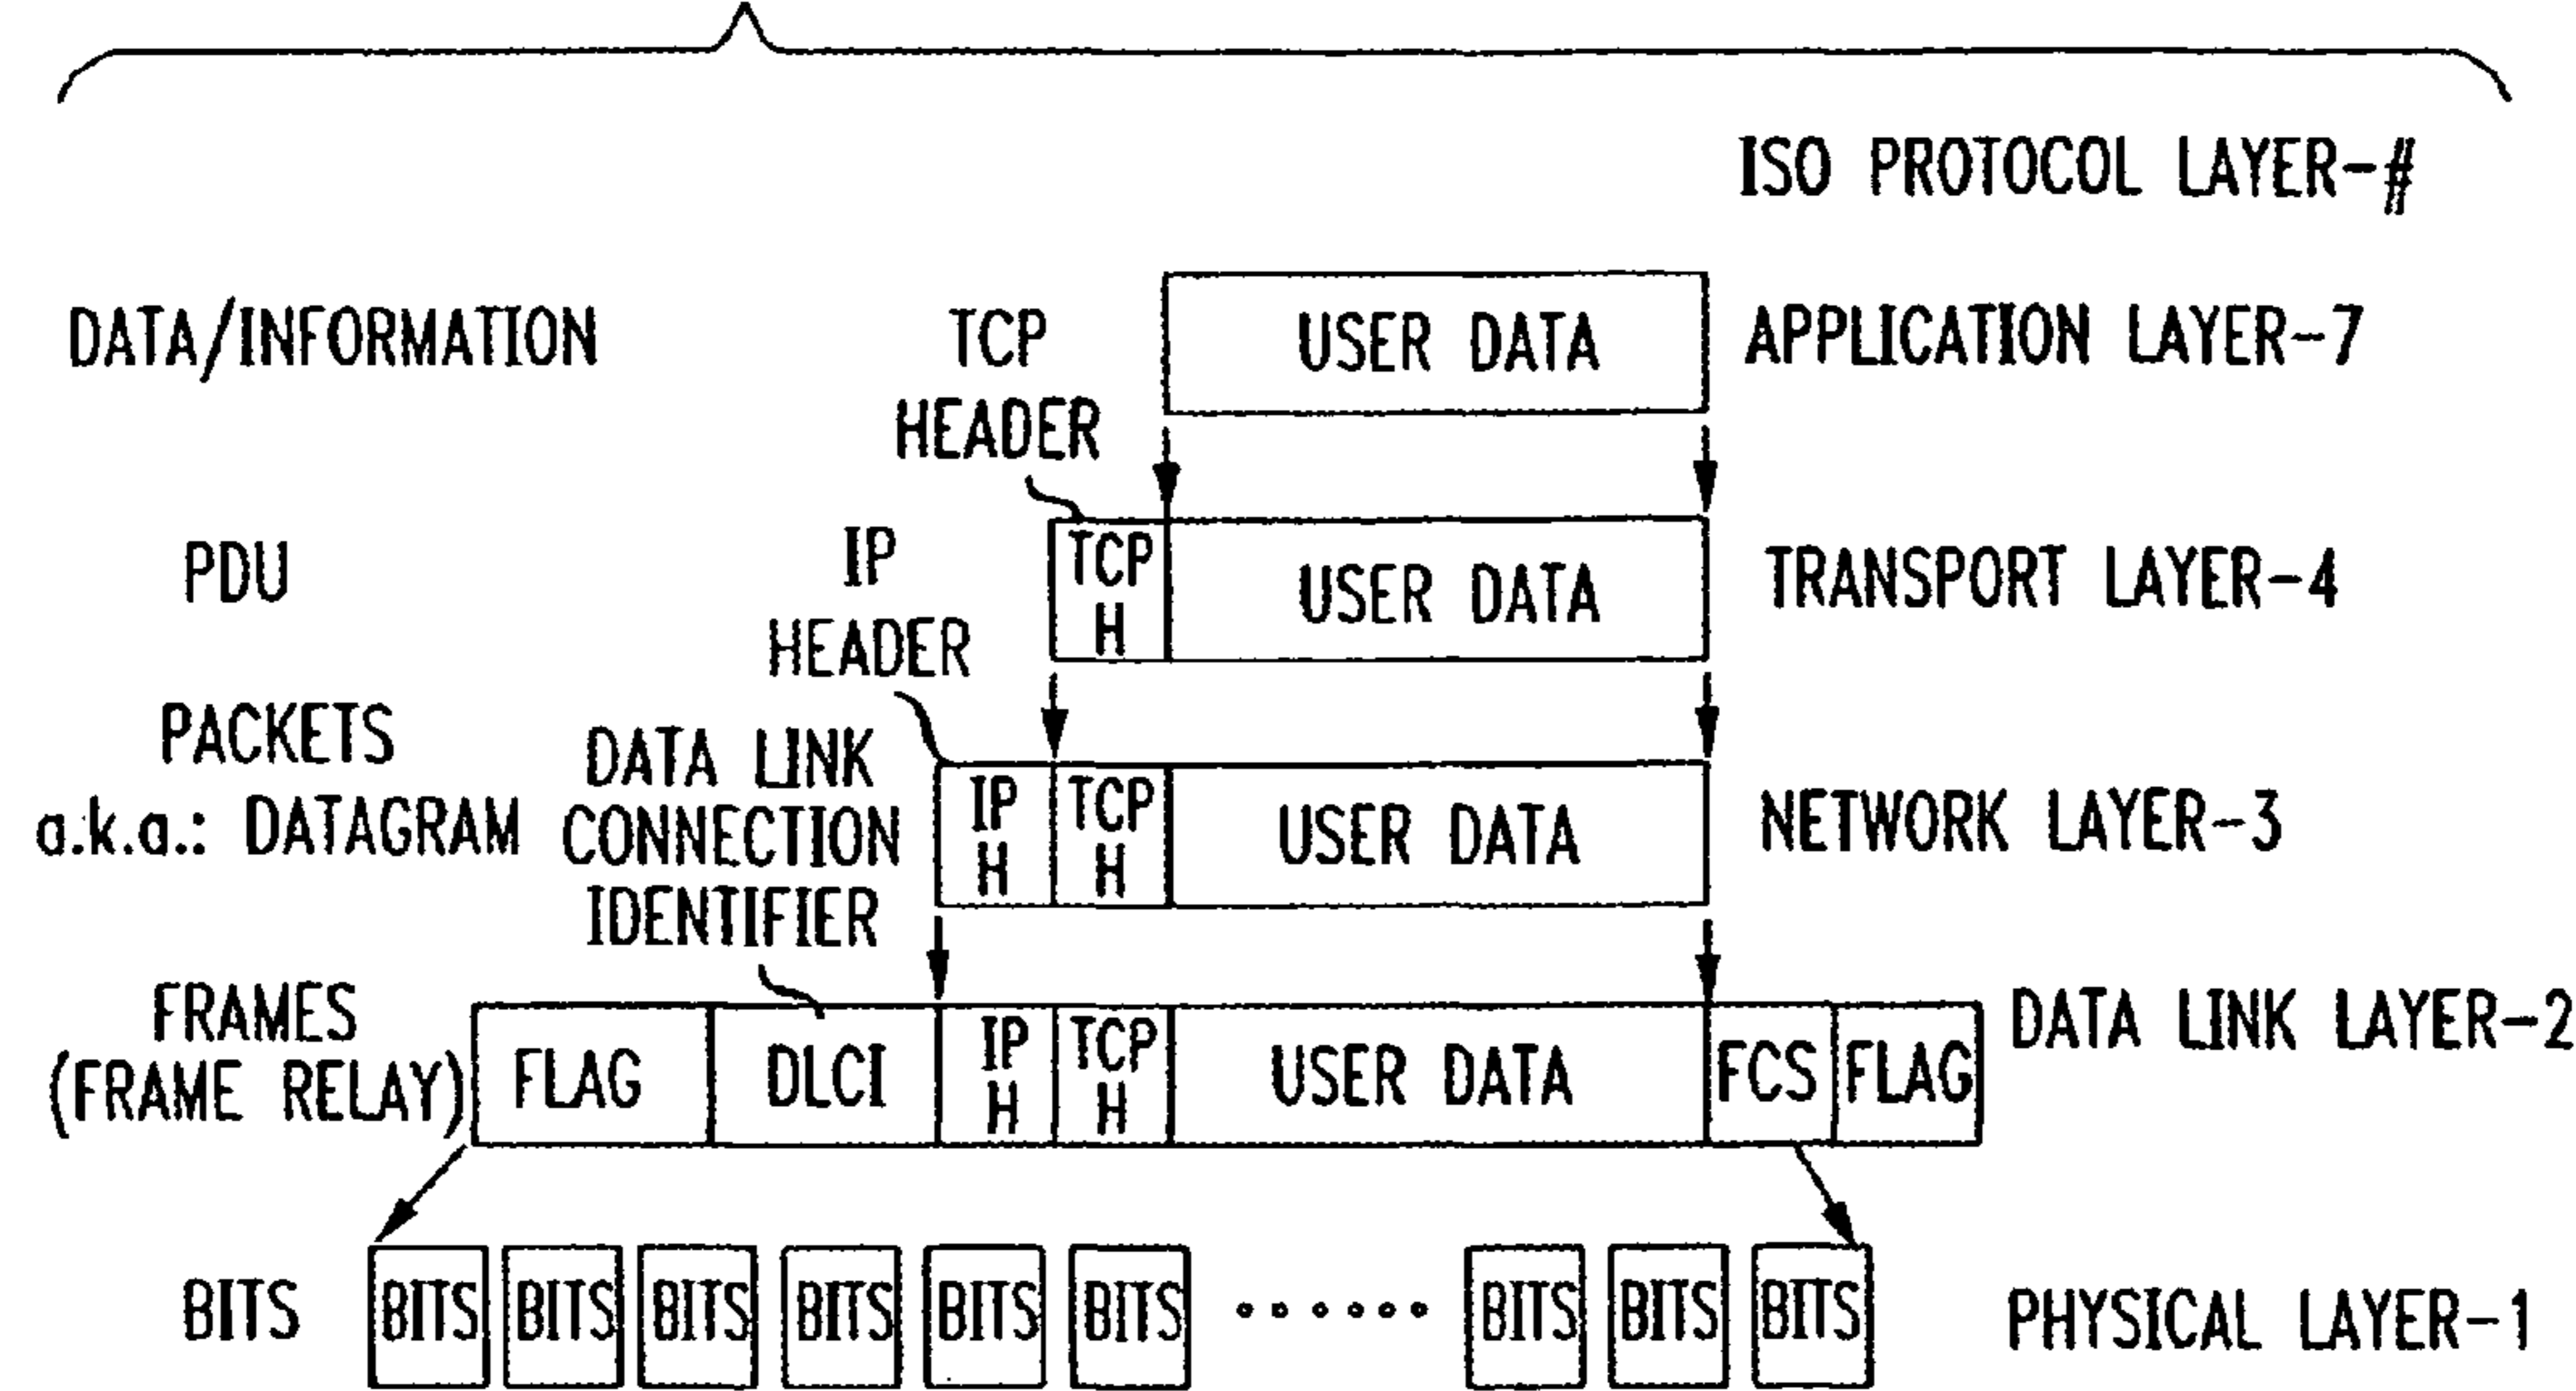 ISO PROTOCOL LAYER-#
DATA/INFORMATION
TCP
HEADER
USER DATA
APPLICATION LAYER-7
PDU
IP
HEADER
TCP
H
USER DATA
TRANSPORT LAYER-4
PACKETS
a.k.a.: DATAGRAM
DATA LINK
CONNECTION
IDENTIFIER
IP
H
TCP
H
USER DATA
NETWORK LAYER-3
FRAMES
(FRAME RELAY)
FLAG
DLCI
IP
H
TCP
H
USER DATA
FCS
FLAG
DATA LINK LAYER-2
BITS
BITS
BITS
BITS
BITS
BITS
BITS
BITS
BITS
BITS
PHYSICAL LAYER-1